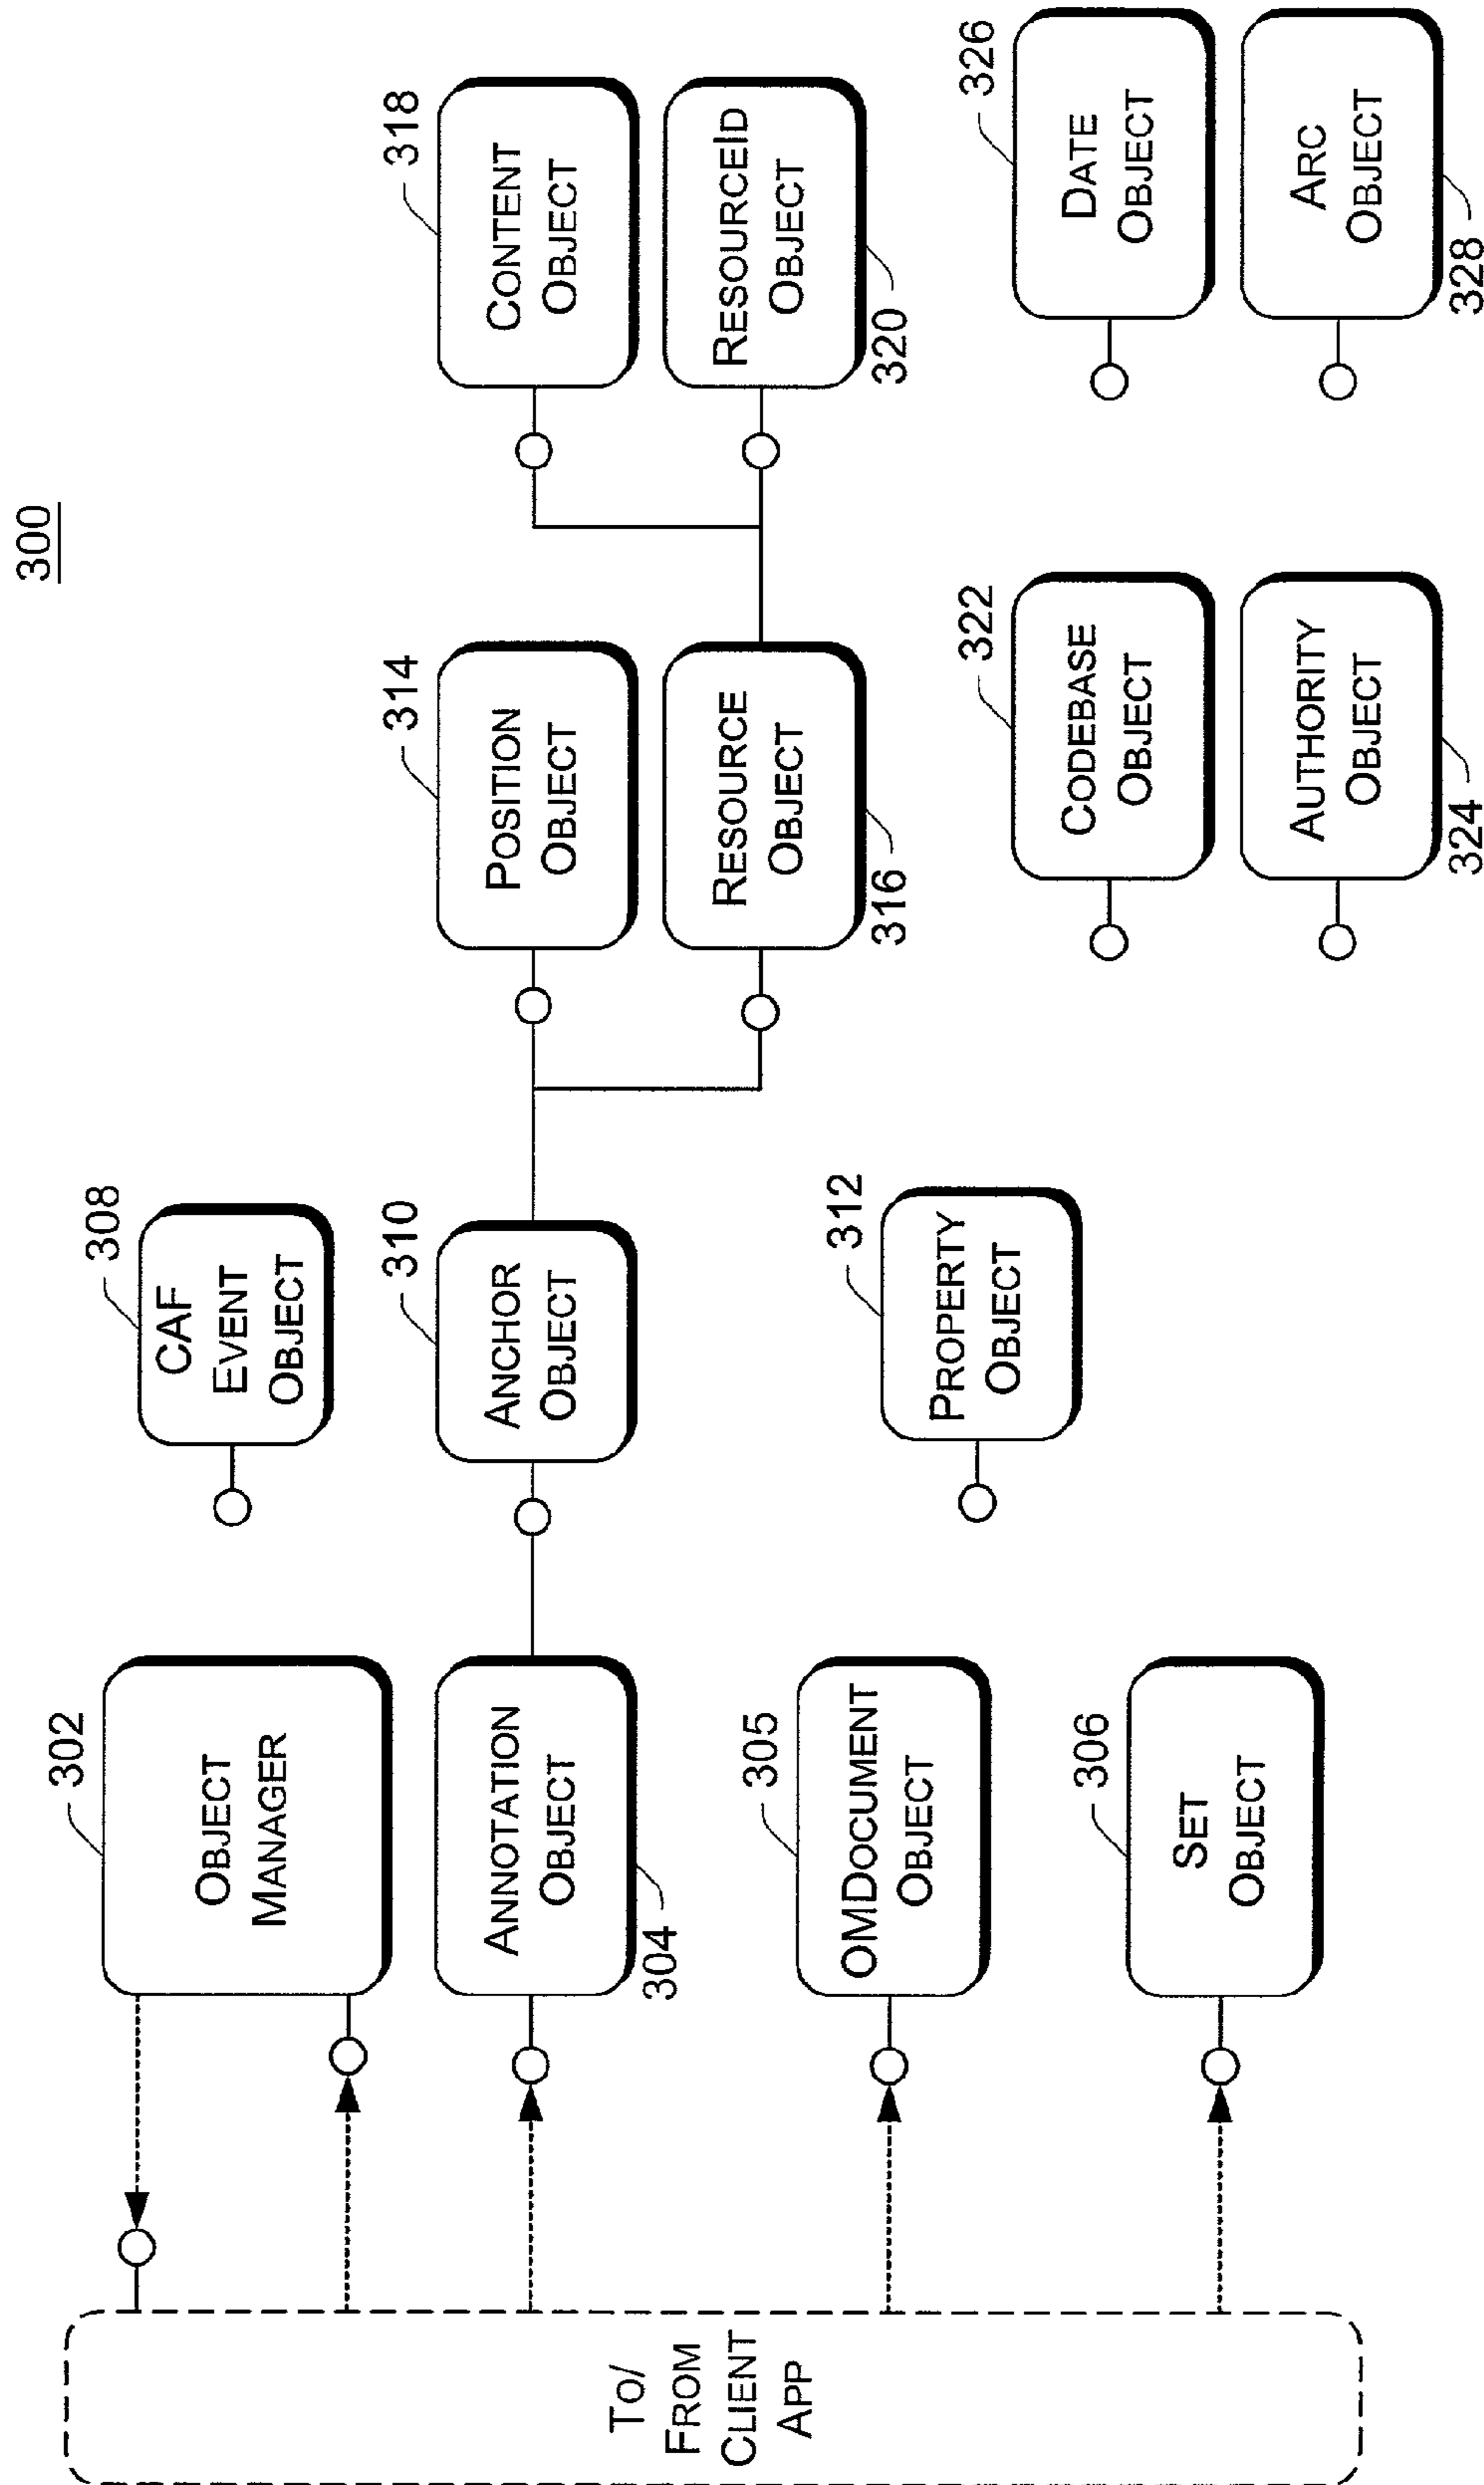 300
To/
FROM
CLIENT
APP
302
OBJECT
MANAGER
ANNOTATION
OBJECT
304
305
OMDOCUMENT
OBJECT
306
SET
OBJECT
308
CAF
EVENT
OBJECT
310
ANCHOR
OBJECT
312
PROPERTY
OBJECT
314
POSITION
OBJECT
RESOURCE
OBJECT
316
318
CONTENT
OBJECT
RESOURCEID
OBJECT
320
322
CODEBASE
OBJECT
AUTHORITY
OBJECT
324
326
DATE
OBJECT
ARC
OBJECT
328